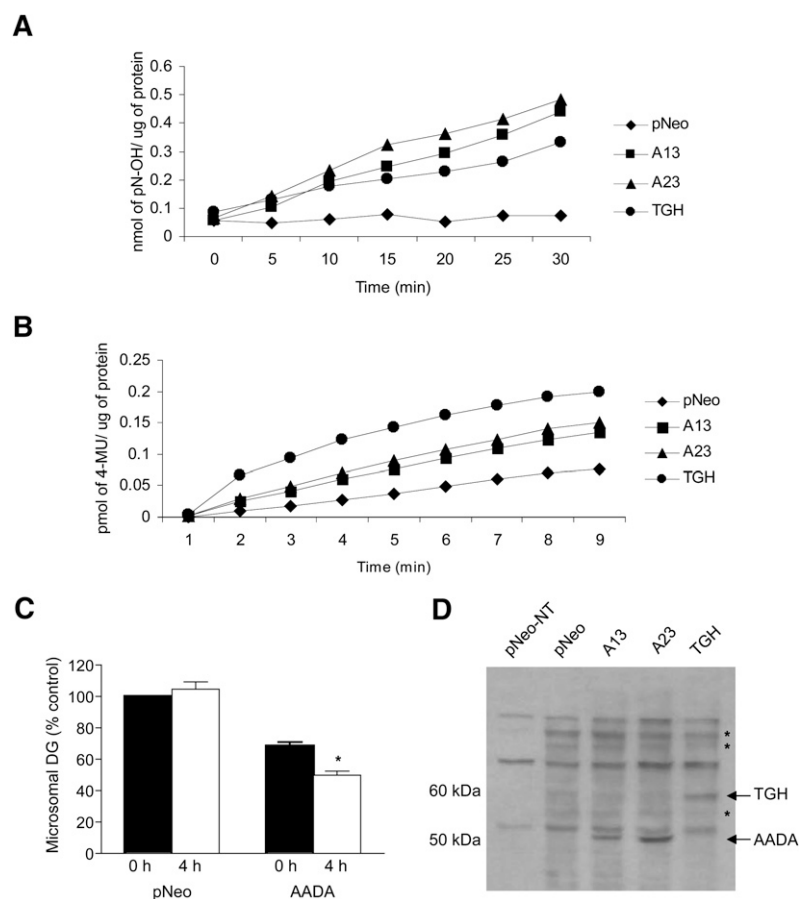 A
nmol of pN-OH/ ug of protein
0.6
0.5
0.4
0.3
0.2
0.1
0
0 5 10 15 20 25 30
Time (min)
pNeo
A13
A23
TGH
B
pmol of 4-MU/ ug of protein
0.25
0.2
0.15
0.1
0.05
0
1 2 3 4 5 6 7 8 9
Time (min)
pNeo
A13
A23
TGH
C
Microsomal DG (% control)
120
100
80
60
40
20
0
*
0 h 4 h 0 h 4 h
pNeo AADA
D
pNeo-NT pNeo A13 A23 TGH
*
*
60 kDa
TGH
*
50 kDa
AADA